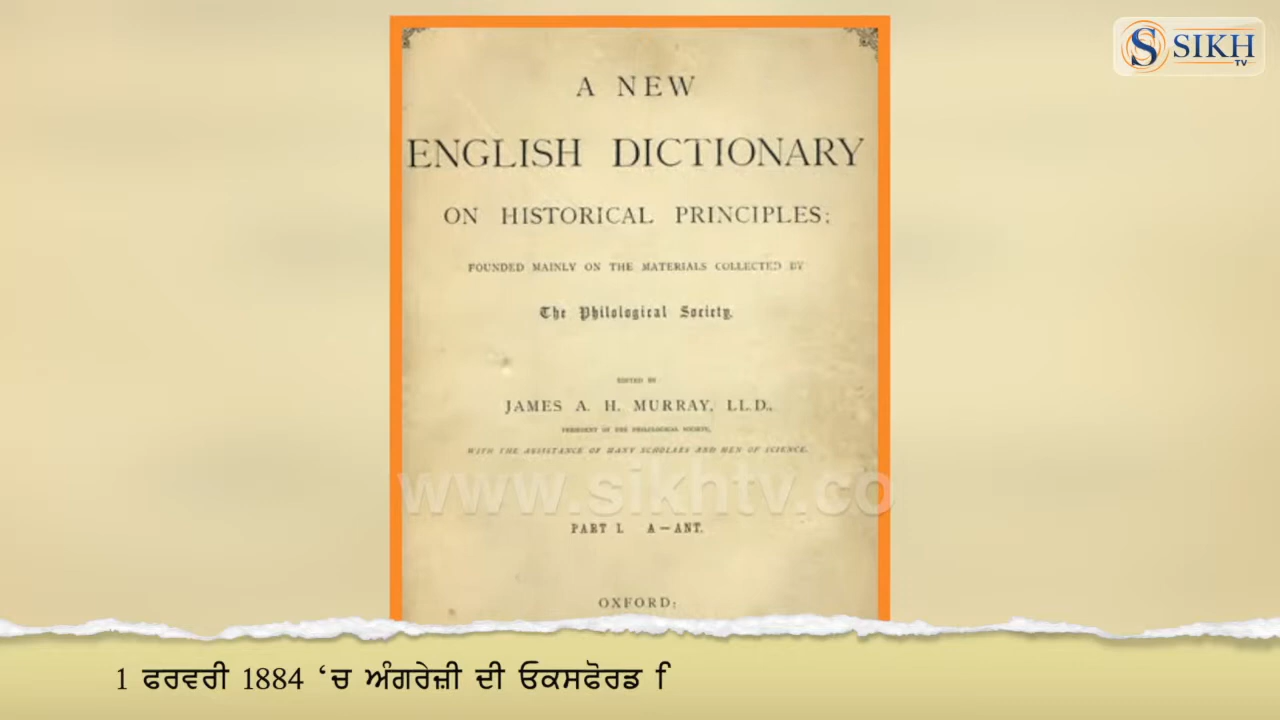 S SIKH
TV
A NEW
ENGLISH DICTIONARY
ON HISTORICAL PRINCIPLES;
FOUNDED MAINLY ON THE MATERIALS COLLECTED BY
The Philological Society.
EDITED BY
JAMES A. H. MURRAY, LL.D.,
PRESIDENT OF THE PHILOLOGICAL SOCIETY,
WITH THE ASSISTANCE OF MANY SCHOLARS AND MEN OF SCIENCE.
www.sikhtv.co
PART I. A—ANT.
OXFORD:
1 ਫਰਵਰੀ 1884 ‘ਚ ਅੰਗਰੇਜ਼ੀ ਦੀ ਓਕਸਫੋਰਡ ਿ